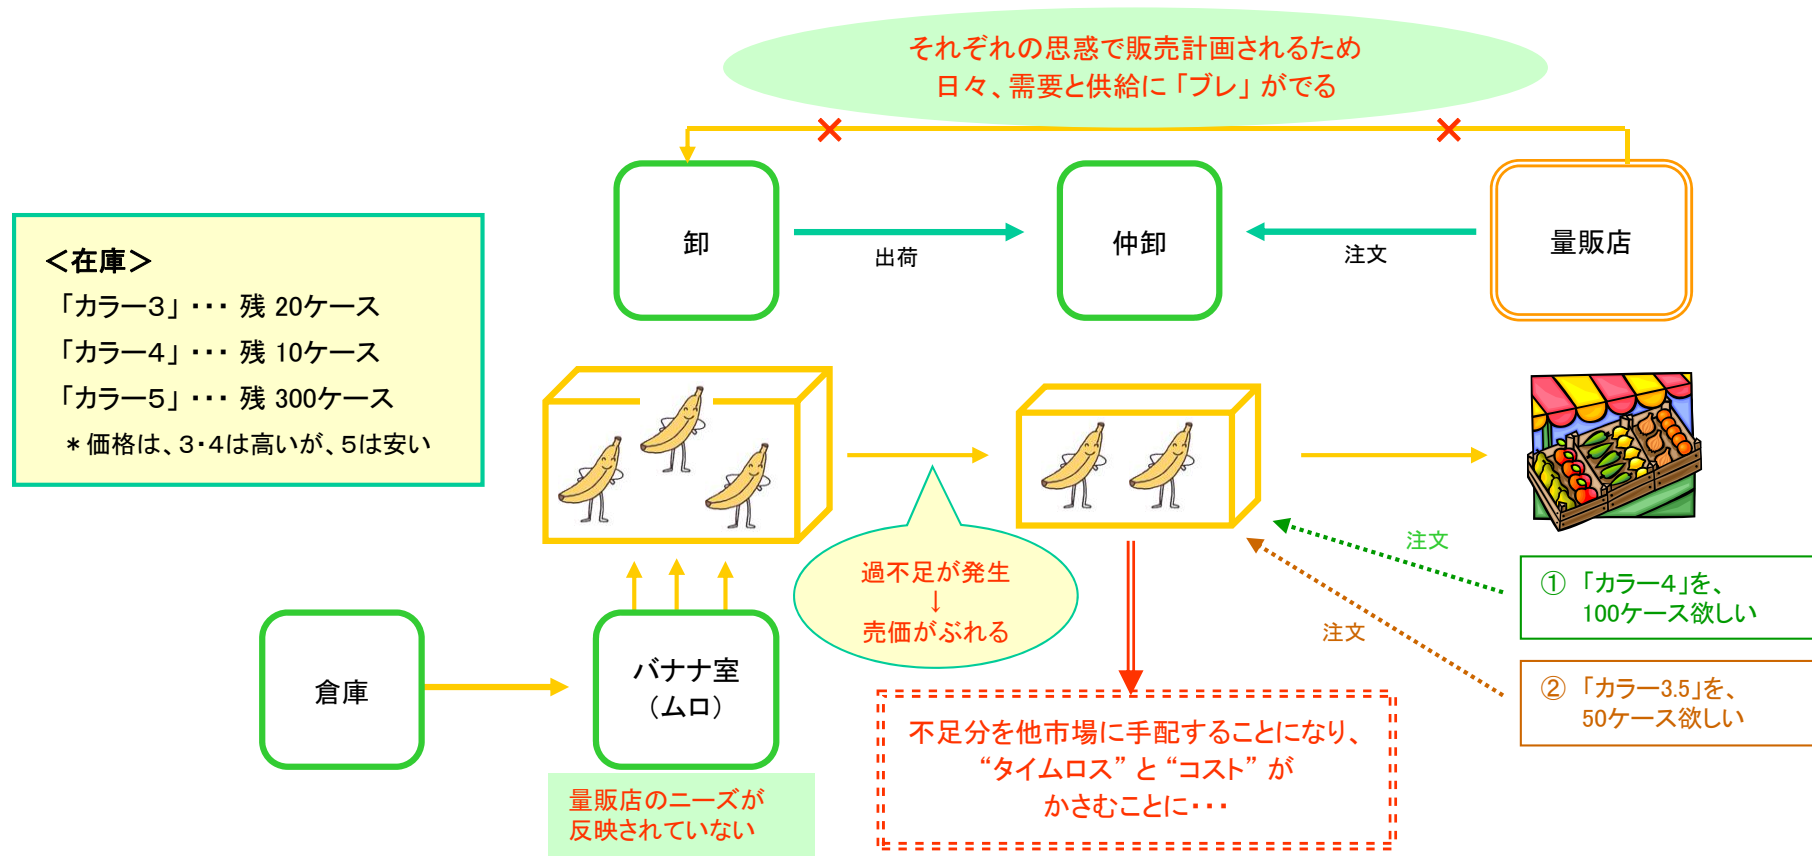 それぞれの思惑で販売計画されるため
日々、需要と供給に「ブレ」がでる
卸
出荷
仲卸
注文
量販店
＜在庫＞
「カラー３」・・・ 残 20ケース
「カラー４」・・・ 残 10ケース
「カラー５」・・・ 残 300ケース
＊価格は、３・４は高いが、５は安い
過不足が発生
↓
売価がぶれる
注文
注文
① 「カラー４」を、
100ケース欲しい
② 「カラー3.5」を、
50ケース欲しい
倉庫
バナナ室
（ムロ）
量販店のニーズが
反映されていない
不足分を他市場に手配することになり、
“タイムロス” と “コスト” が
かさむことに・・・